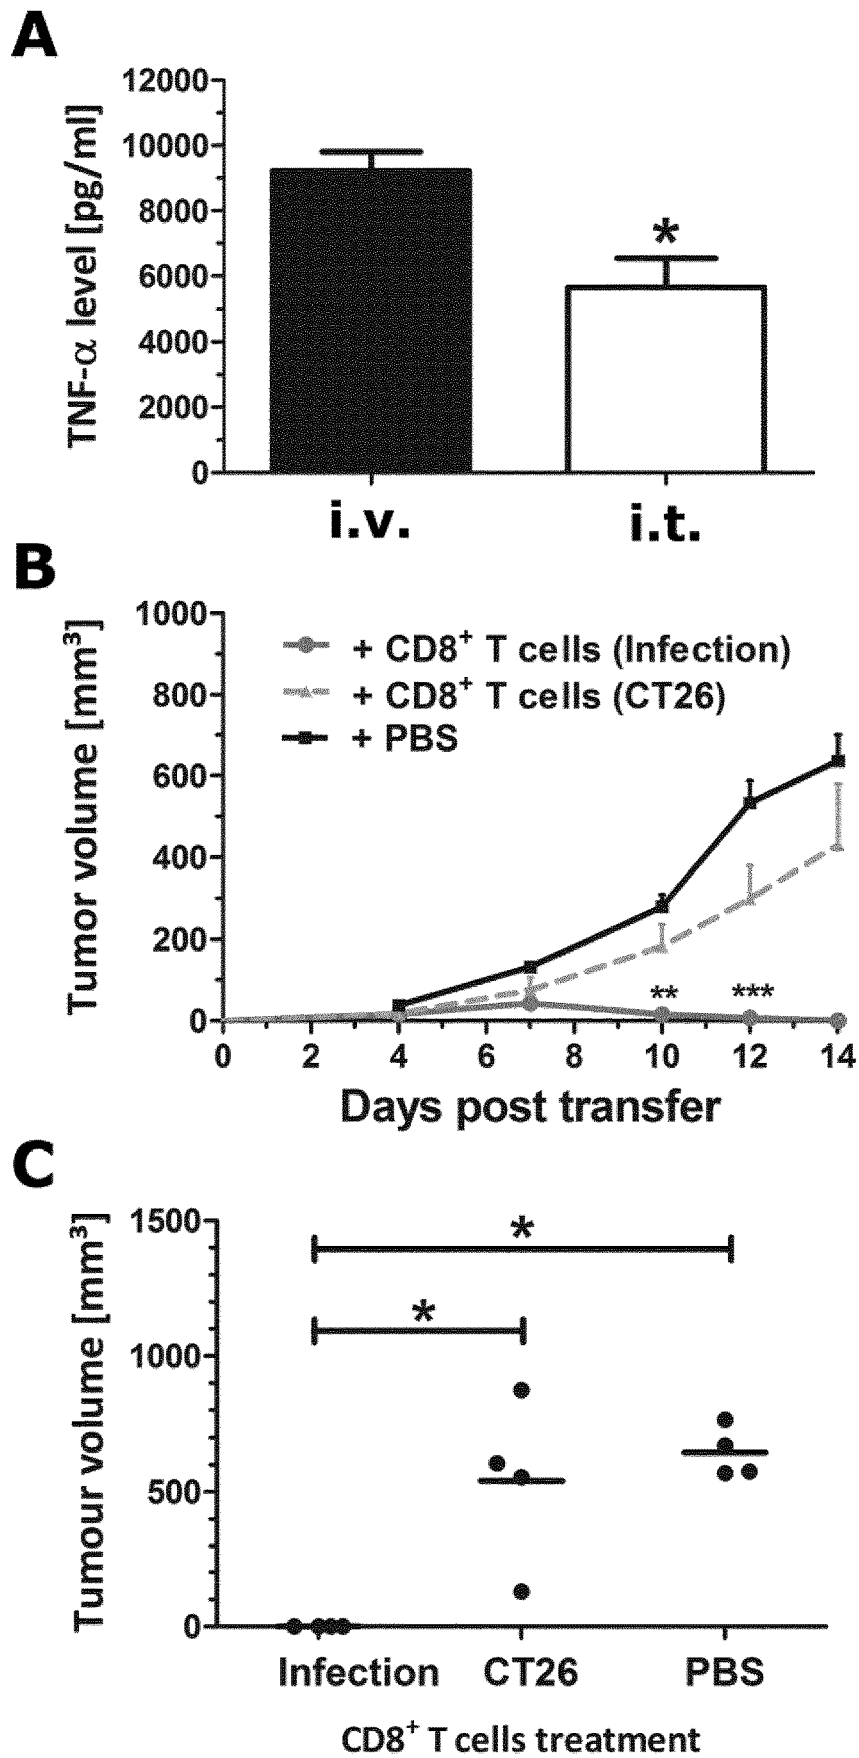 A
12000
10000
8000
6000
4000
2000
0
TNF-α level [pg/ml]
*
i.v.
i.t.
B
1000
800
600
400
200
0
Tumor volume [mm³]
+ CD8⁺ T cells (Infection)
+ CD8⁺ T cells (CT26)
+ PBS
**
***
0 2 4 6 8 10 12 14
Days post transfer
C
1500
1000
500
0
Tumour volume [mm³]
*
*
Infection CT26 PBS
CD8⁺ T cells treatment